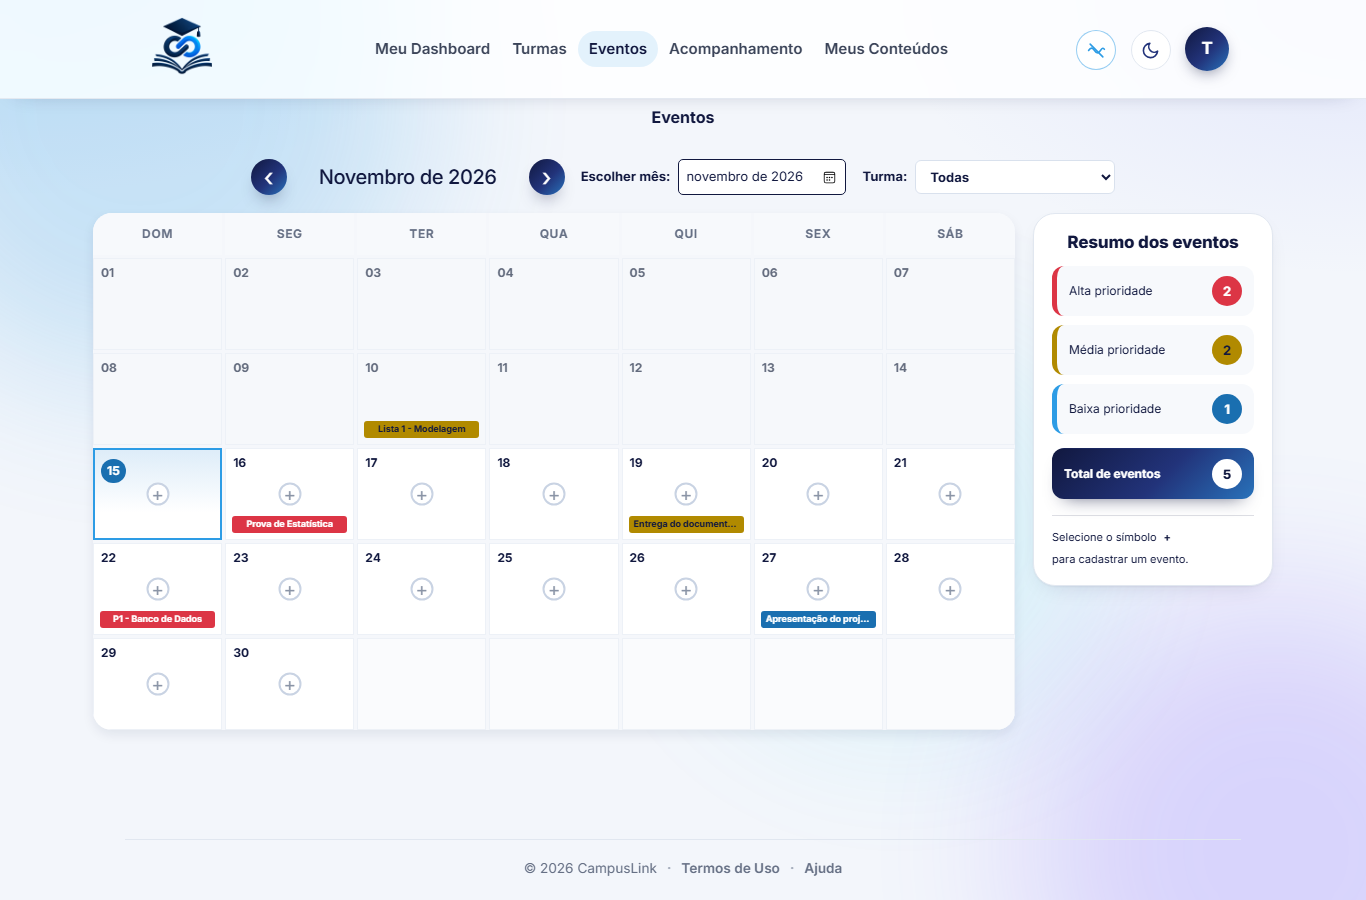 Meu Dashboard Turmas Eventos Acompanhamento Meus Conteúdos T
Eventos
Novembro de 2026 Escolher mês: novembro de 2026 Turma: Todas
DOM SEG TER QUA QUI SEX SÁB
01 02 03 04 05 06 07
08 09 10 11 12 13 14
Lista 1 - Modelagem
15 16 17 18 19 20 21
+ + + + + + +
Prova de Estatística Entrega do document...
22 23 24 25 26 27 28
+ + + + + + +
P1 - Banco de Dados Apresentação do proj...
29 30
+ +
Resumo dos eventos
Alta prioridade 2
Média prioridade 2
Baixa prioridade 1
Total de eventos 5
Selecione o símbolo +
para cadastrar um evento.
© 2026 CampusLink · Termos de Uso · Ajuda